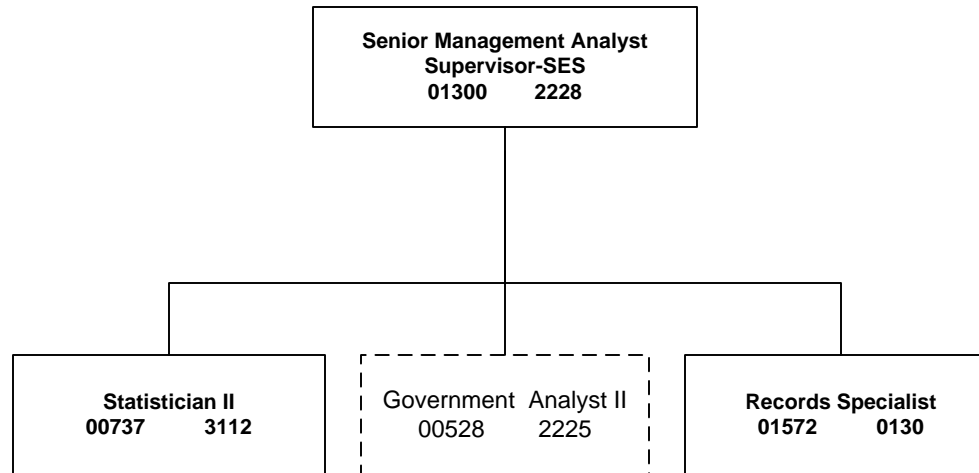 Senior Management Analyst
Supervisor-SES
01300 2228
Statistician II
00737 3112
Government Analyst II
00528 2225
Records Specialist
01572 0130